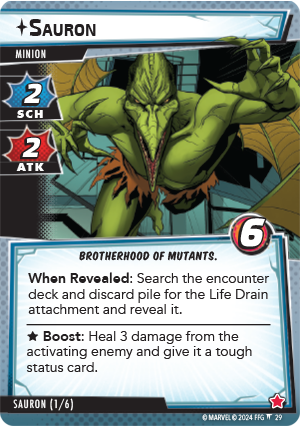 SAURON
MINION
2
SCH
2
ATK
6
BROTHERHOOD OF MUTANTS.
When Revealed: Search the encounter
deck and discard pile for the Life Drain
attachment and reveal it.
★ Boost: Heal 3 damage from the
activating enemy and give it a tough
status card.
SAURON (1/6)
© MARVEL © 2024 FFG 29